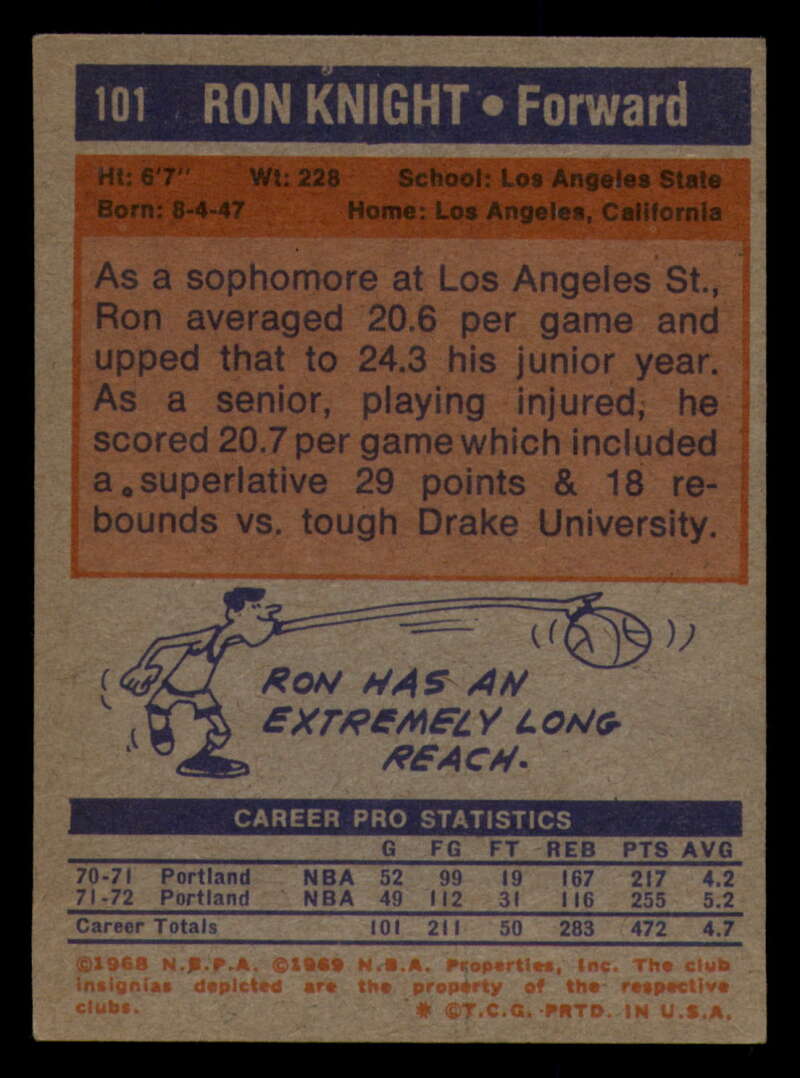 101 RON KNIGHT • Forward
Ht: 6'7" Wt: 228 School: Los Angeles State
Born: 8-4-47 Home: Los Angeles, California
As a sophomore at Los Angeles St.,
Ron averaged 20.6 per game and
upped that to 24.3 his junior year.
As a senior, playing injured, he
scored 20.7 per game which included
a superlative 29 points & 18 re-
bounds vs. tough Drake University.
RON HAS AN
EXTREMELY LONG
REACH.
CAREER PRO STATISTICS
G FG FT REB PTS AVG
70-71 Portland NBA 52 99 19 167 217 4.2
71-72 Portland NBA 49 112 31 116 255 5.2
Career Totals 101 211 50 283 472 4.7
©1968 N.B.P.A. ©1969 N.B.A. Properties, Inc. The club
insignias depicted are the property of the respective
clubs. * ©T.C.G. PRTD. IN U.S.A.